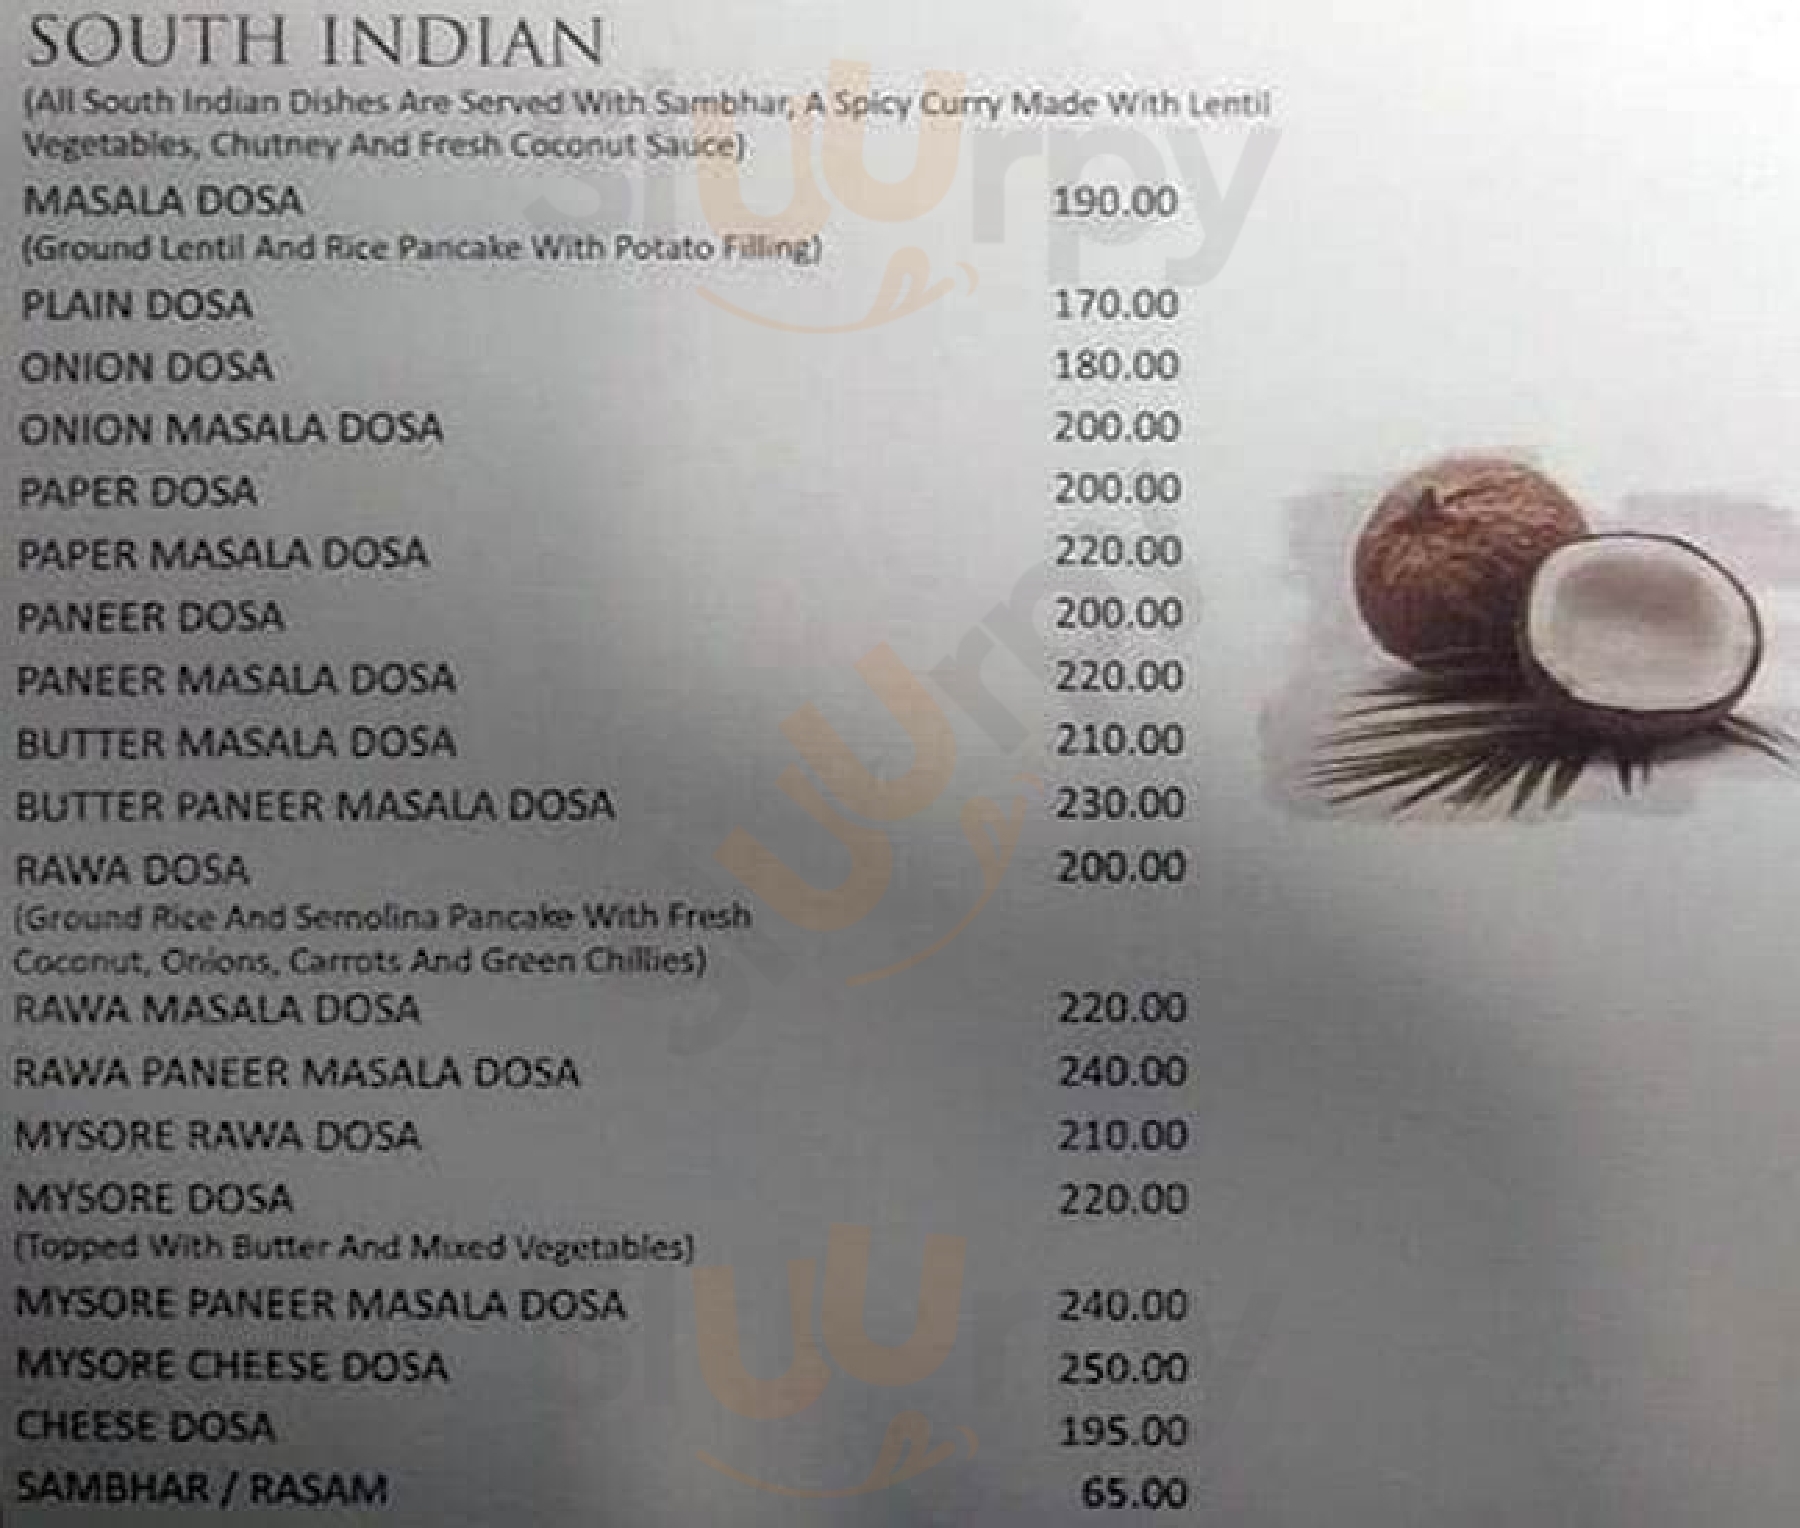 SOUTH INDIAN
(All South Indian Dishes Are Served With Sambhar, A Spicy Curry Made With Lentil
Vegetables, Chutney And Fresh Coconut Sauce)
MASALA DOSA 190.00
(Ground Lentil And Rice Pancake With Potato Filling)
PLAIN DOSA 170.00
ONION DOSA 180.00
ONION MASALA DOSA 200.00
PAPER DOSA 200.00
PAPER MASALA DOSA 220.00
PANEER DOSA 200.00
PANEER MASALA DOSA 220.00
BUTTER MASALA DOSA 210.00
BUTTER PANEER MASALA DOSA 230.00
RAWA DOSA 200.00
(Ground Rice And Semolina Pancake With Fresh
Coconut, Onions, Carrots And Green Chillies)
RAWA MASALA DOSA 220.00
RAWA PANEER MASALA DOSA 240.00
MYSORE RAWA DOSA 210.00
MYSORE DOSA 220.00
(Topped With Butter And Mixed Vegetables)
MYSORE PANEER MASALA DOSA 240.00
MYSORE CHEESE DOSA 250.00
CHEESE DOSA 195.00
SAMBHAR / RASAM 65.00
sluurpy
sluurpy
sluurpy